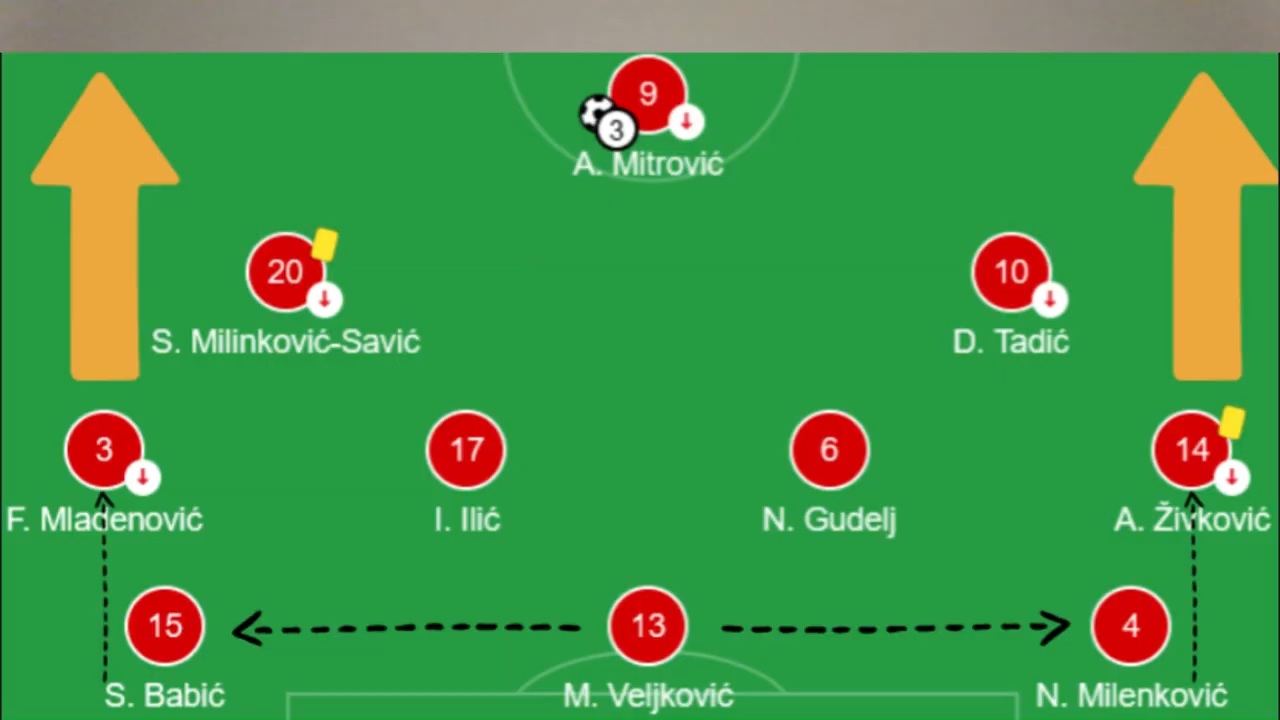 9
3
A. Mitrović
20
10
S. Milinković-Savić
D. Tadić
3
17
6
14
F. Mladenović
I. Ilić
N. Gudelj
A. Živković
15
13
4
S. Babić
M. Veljković
N. Milenković